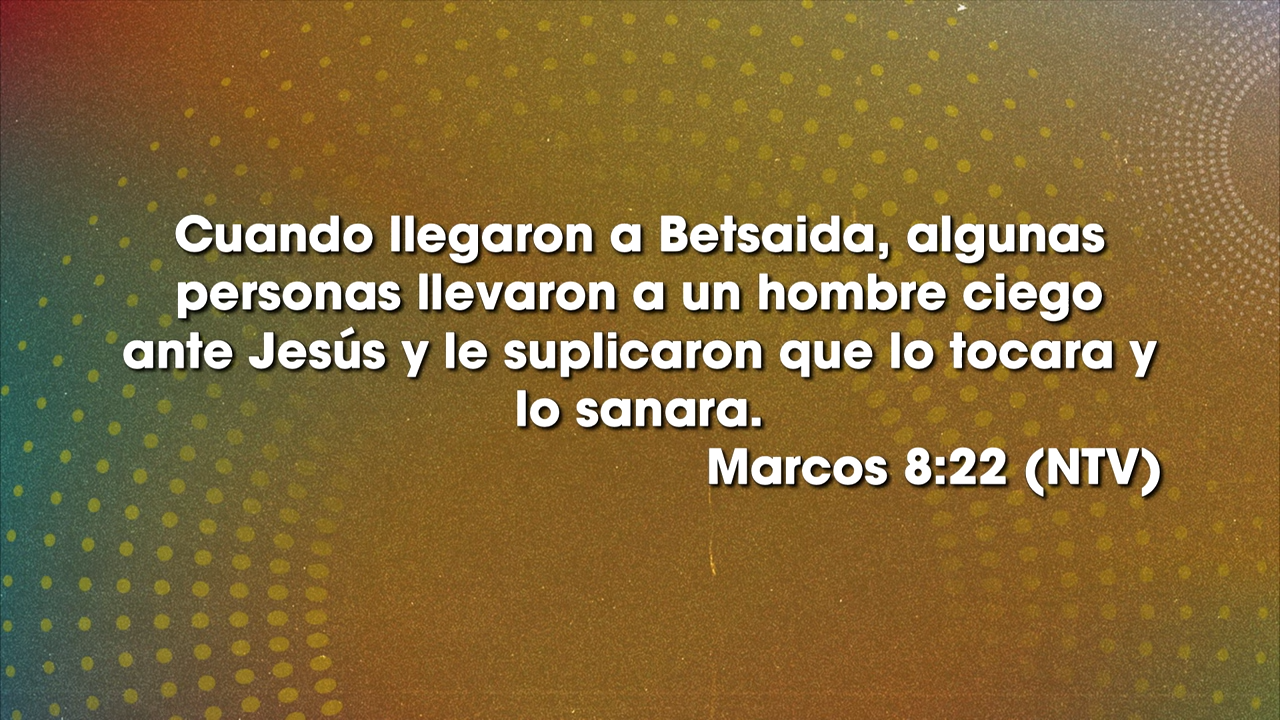 Cuando llegaron a Betsaida, algunas
personas llevaron a un hombre ciego
ante Jesús y le suplicaron que lo tocara y
lo sanara.
Marcos 8:22 (NTV)